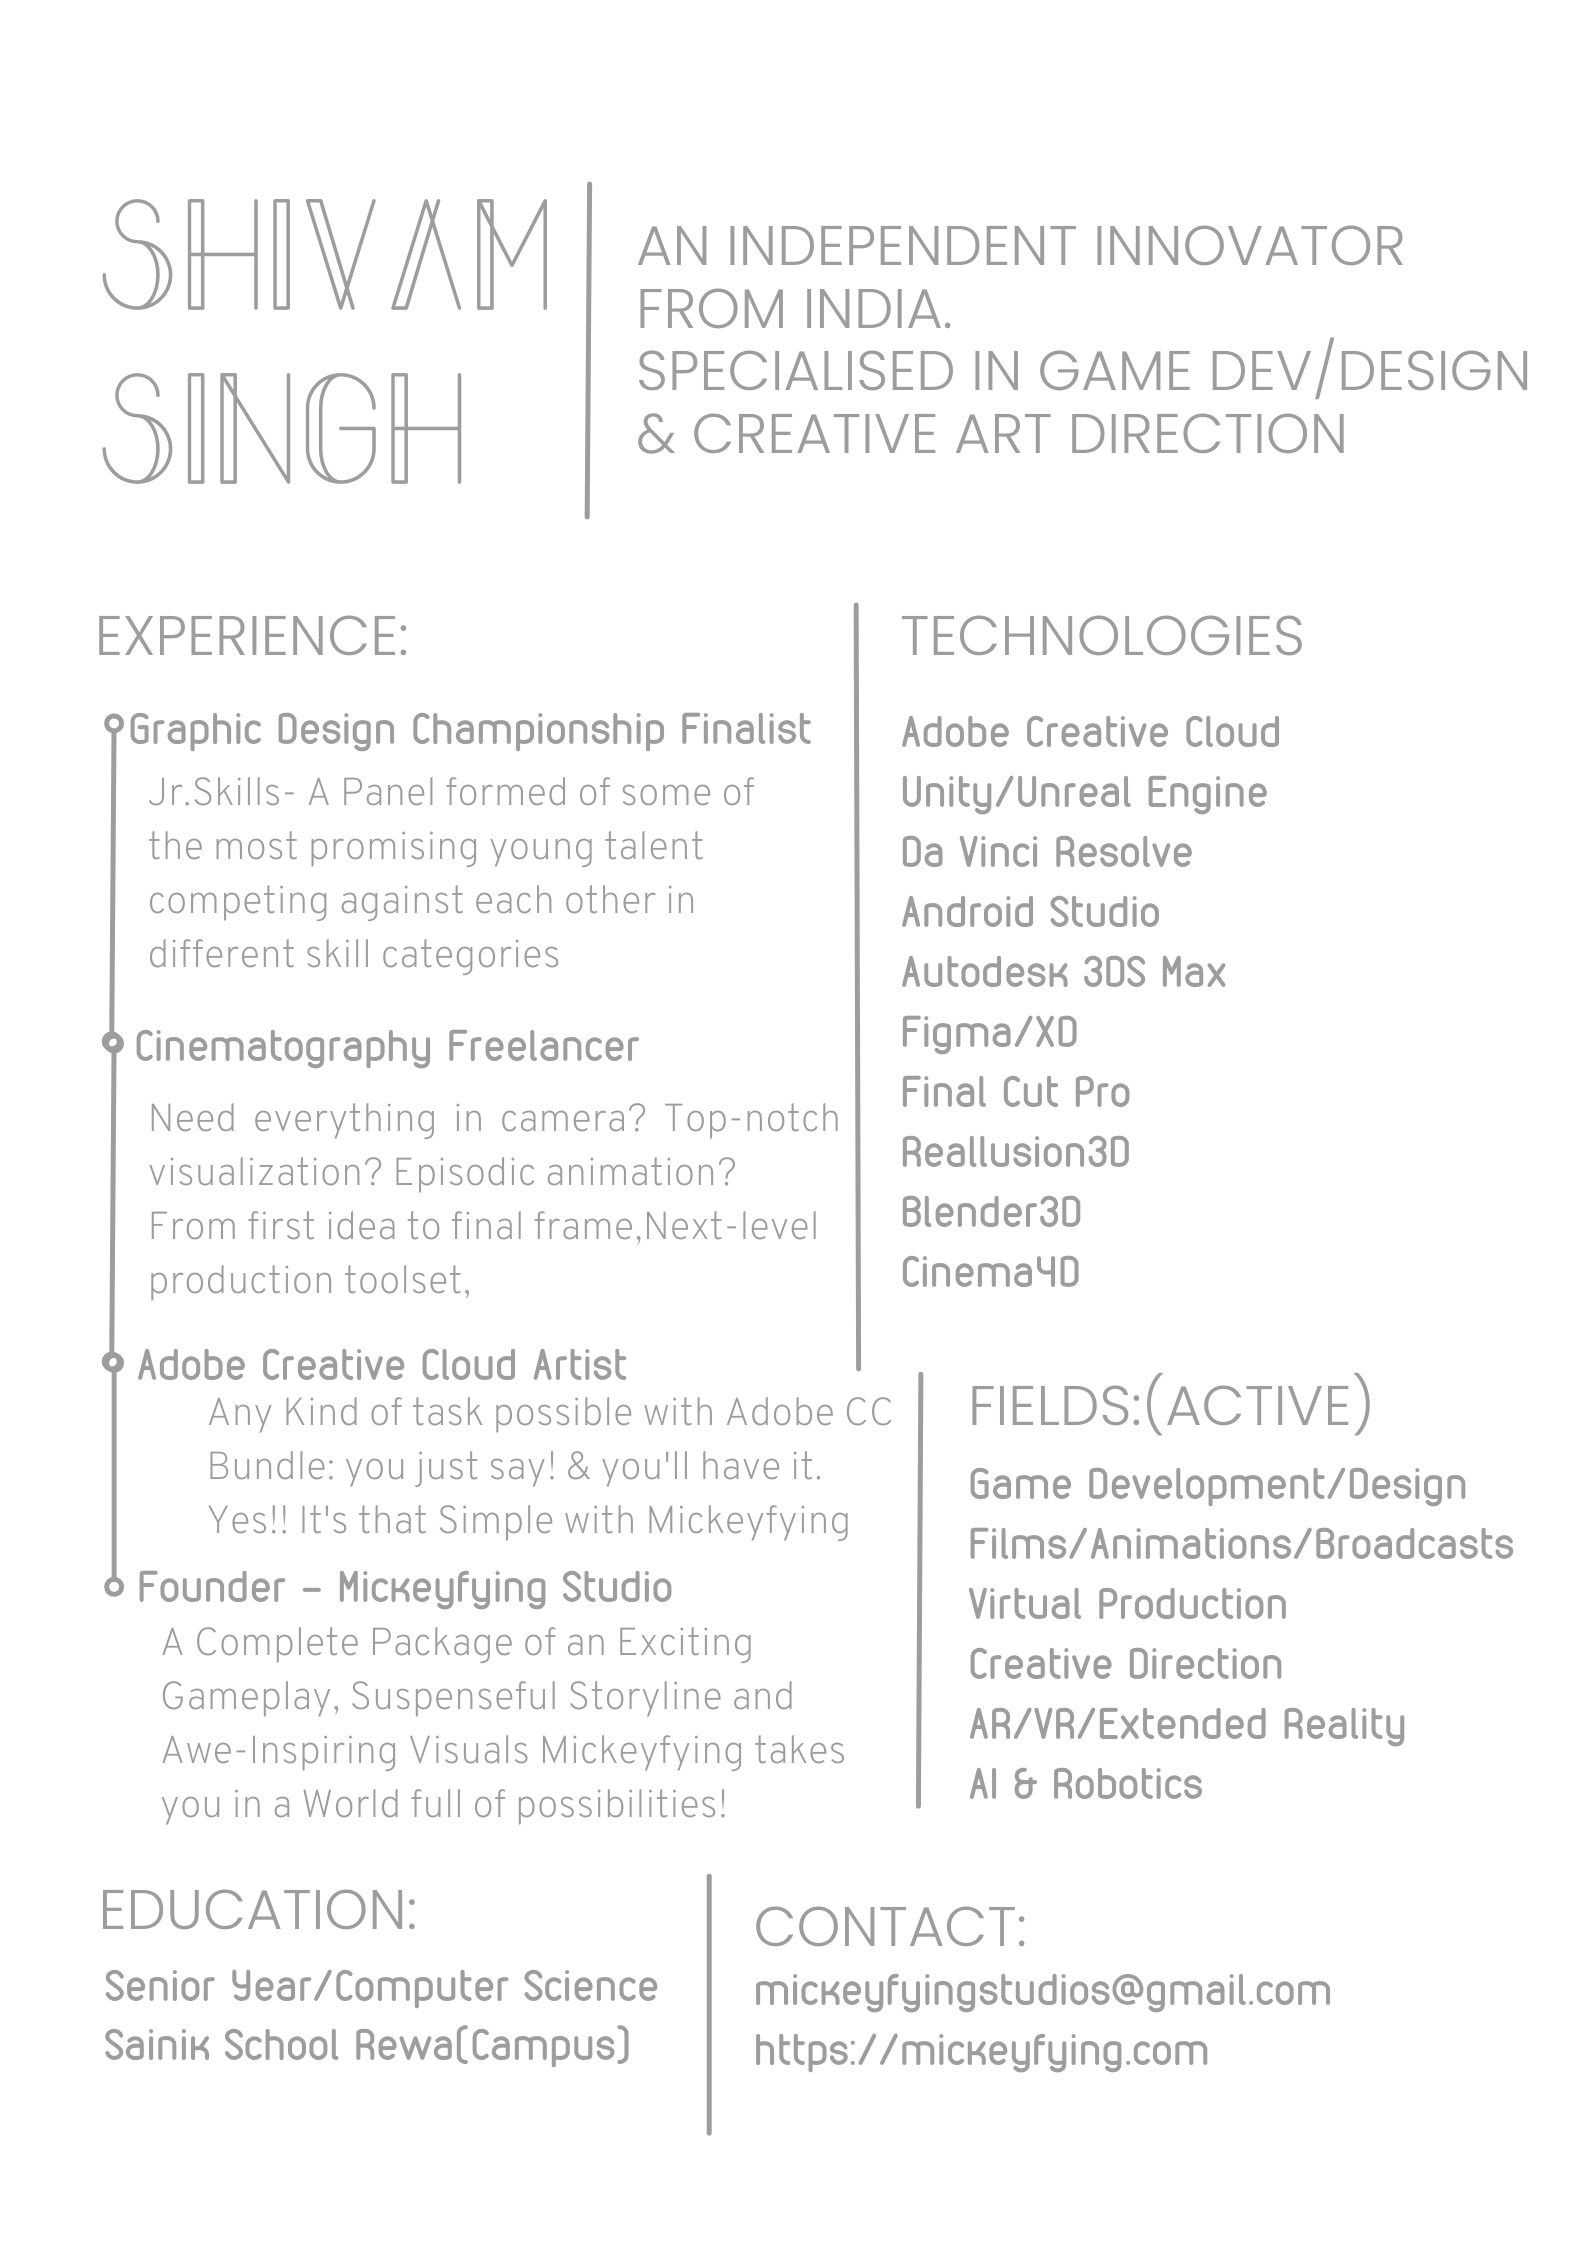 SHIVAM
SINGH
AN INDEPENDENT INNOVATOR
FROM INDIA.
SPECIALISED IN GAME DEV/DESIGN
& CREATIVE ART DIRECTION
EXPERIENCE:
Graphic Design Championship Finalist
Jr.Skills- A Panel formed of some of
the most promising young talent
competing against each other in
different skill categories
Cinematography Freelancer
Need everything in camera? Top-notch
visualization? Episodic animation?
From first idea to final frame,Next-level
production toolset,
Adobe Creative Cloud Artist
Any Kind of task possible with Adobe CC
Bundle: you just say! & you'll have it.
Yes!! It's that Simple with Mickeyfying
Founder - Mickeyfying Studio
A Complete Package of an Exciting
Gameplay, Suspenseful Storyline and
Awe-Inspiring Visuals Mickeyfying takes
you in a World full of possibilities!
TECHNOLOGIES
Adobe Creative Cloud
Unity/Unreal Engine
Da Vinci Resolve
Android Studio
Autodesk 3DS Max
Figma/XD
Final Cut Pro
Reallusion3D
Blender3D
Cinema4D
FIELDS:(ACTIVE)
Game Development/Design
Films/Animations/Broadcasts
Virtual Production
Creative Direction
AR/VR/Extended Reality
AI & Robotics
EDUCATION:
Senior Year/Computer Science
Sainik School Rewa(Campus)
CONTACT:
mickeyfyingstudios@gmail.com
https://mickeyfying.com